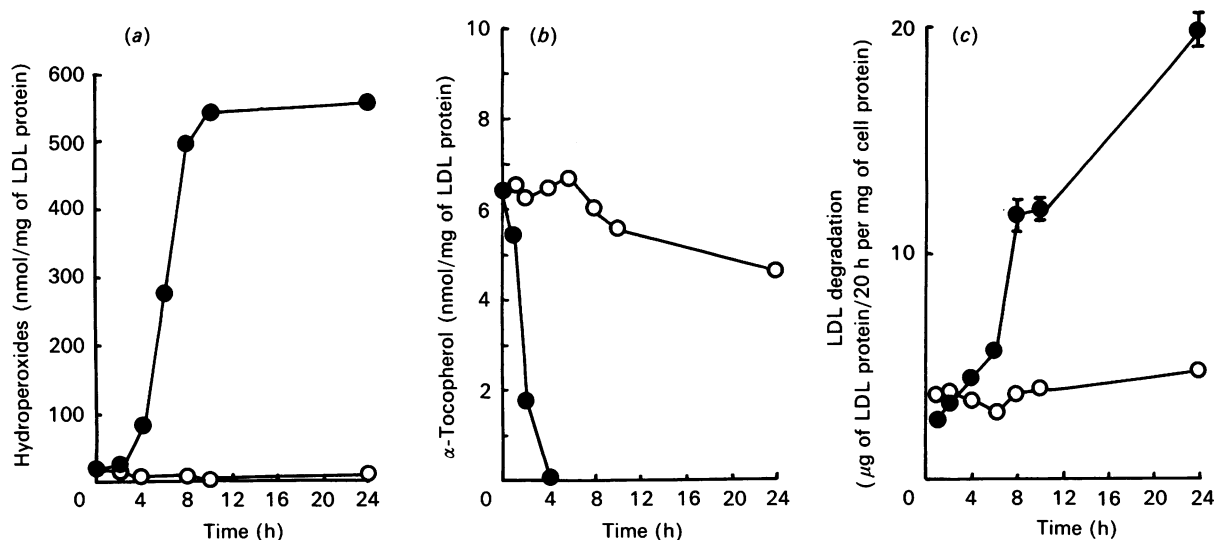 (a)
600
500
400
300
200
100
0 4 8 12 16 20 24
Time (h)
Hydroperoxides (nmol/mg of LDL protein)
(b)
10
8
6
4
2
0 4 8 12 16 20 24
Time (h)
α-Tocopherol (nmol/mg of LDL protein)
(c)
20
10
0
0 4 8 12 16 20 24
Time (h)
LDL degradation
(μg of LDL protein/20 h per mg of cell protein)